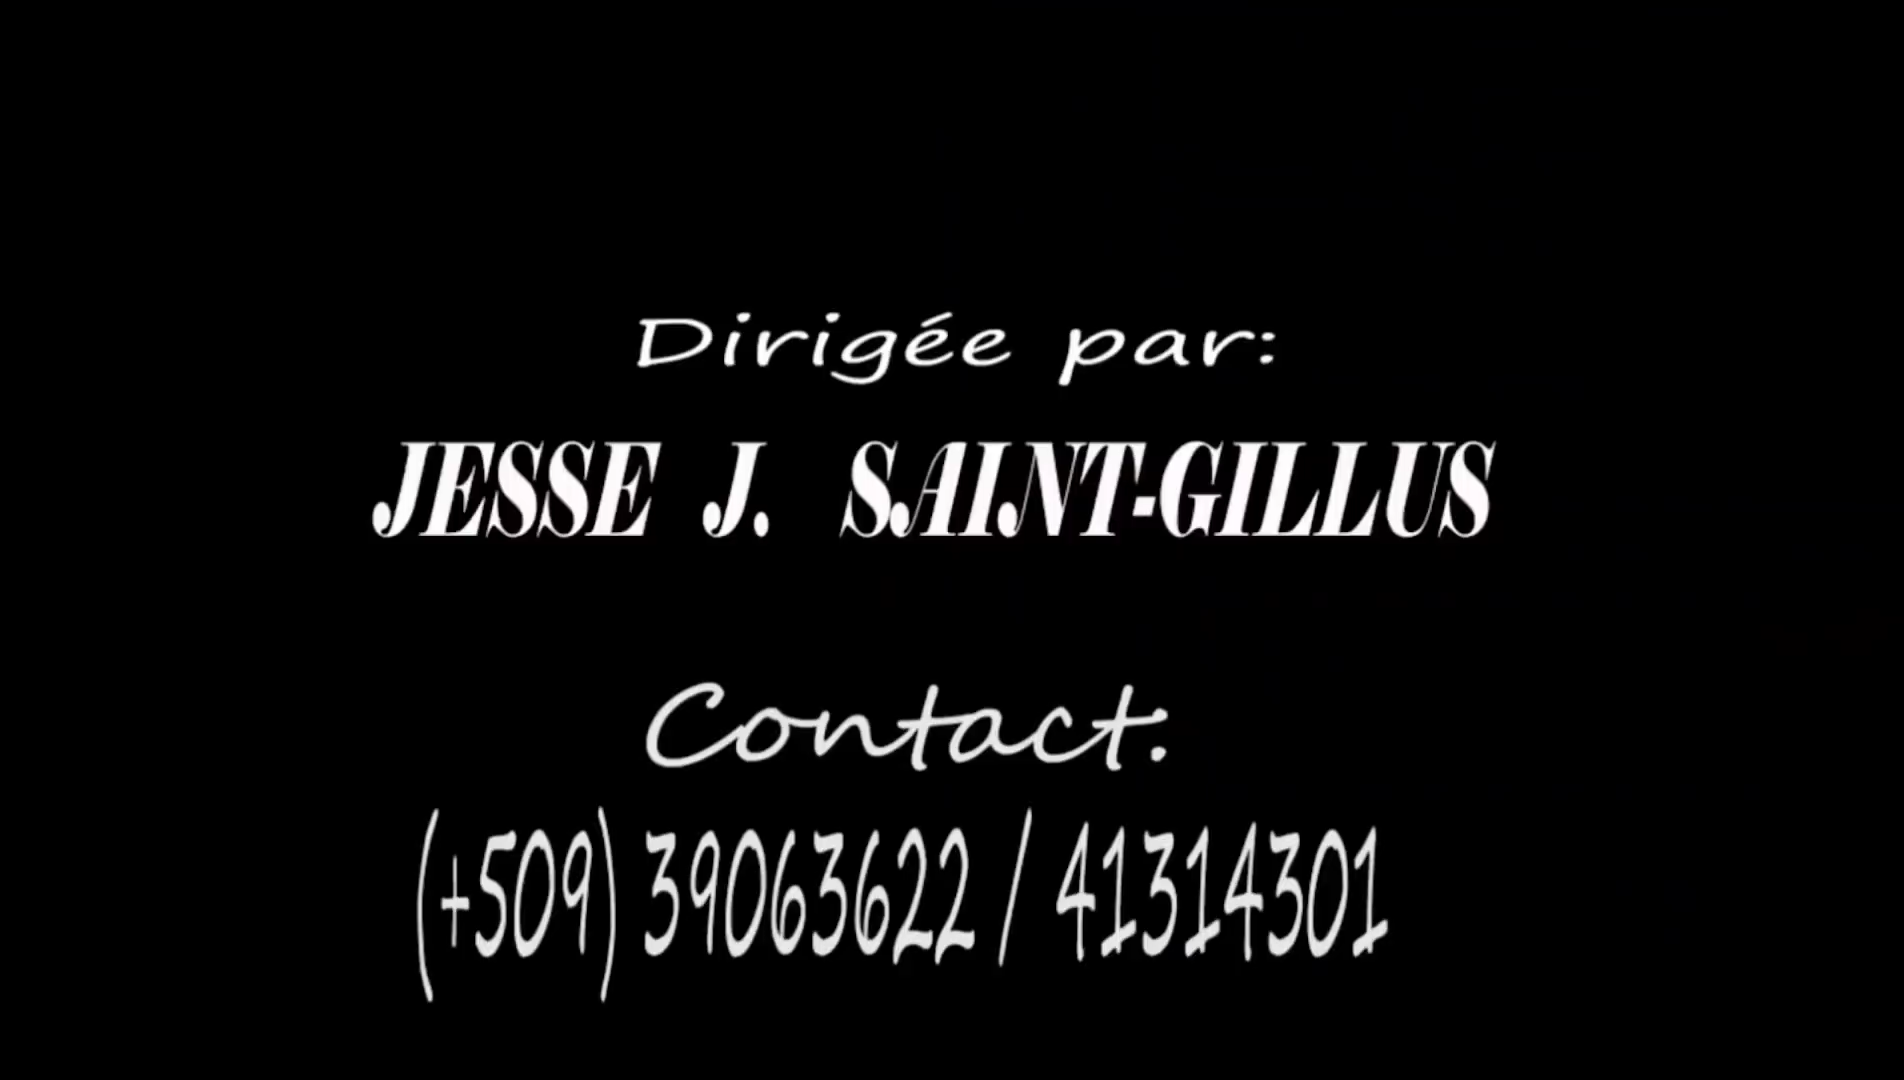 Dirigée par:
JESSE J. SAINT-GILLUS
Contact:
(+509) 39063622 / 41314301